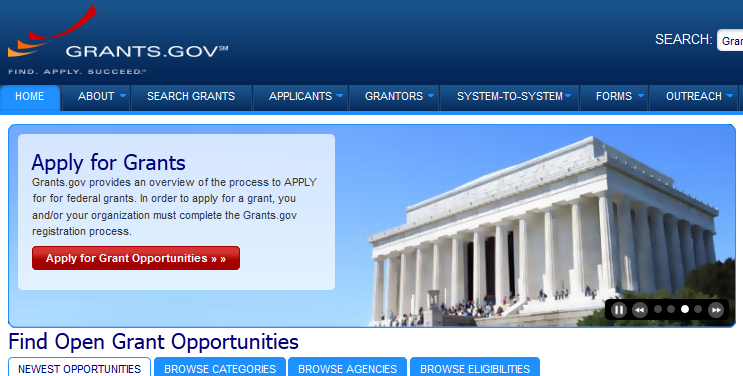 GRANTS.GOV℠
FIND. APPLY. SUCCEED.℠
SEARCH: Gran
HOME ABOUT SEARCH GRANTS APPLICANTS GRANTORS SYSTEM-TO-SYSTEM FORMS OUTREACH
Apply for Grants
Grants.gov provides an overview of the process to APPLY
for for federal grants. In order to apply for a grant, you
and/or your organization must complete the Grants.gov
registration process.
Apply for Grant Opportunities » »
Find Open Grant Opportunities
NEWEST OPPORTUNITIES BROWSE CATEGORIES BROWSE AGENCIES BROWSE ELIGIBILITIES